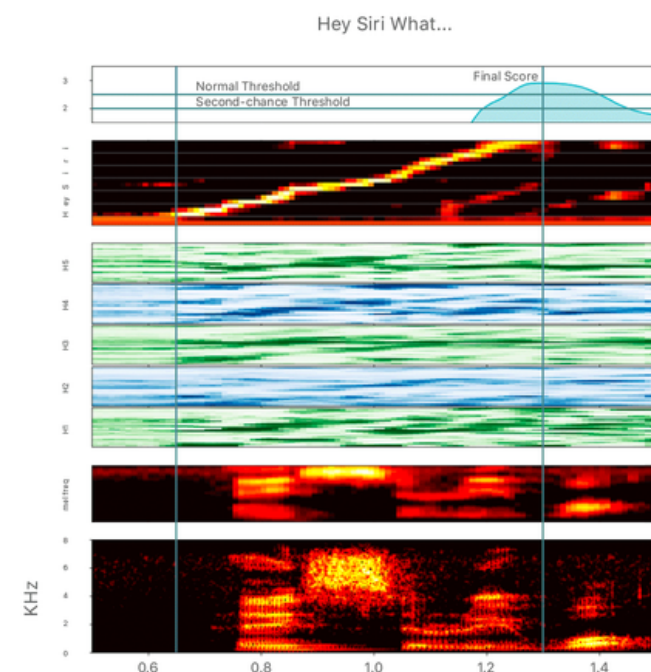 Hey Siri What...
Final Score
3
Normal Threshold
2
Second-chance Threshold
H ey S i r i
H5
H4
H3
H2
H1
8
6
4
2
0
KHz
0.6 0.8 1.0 1.2 1.4